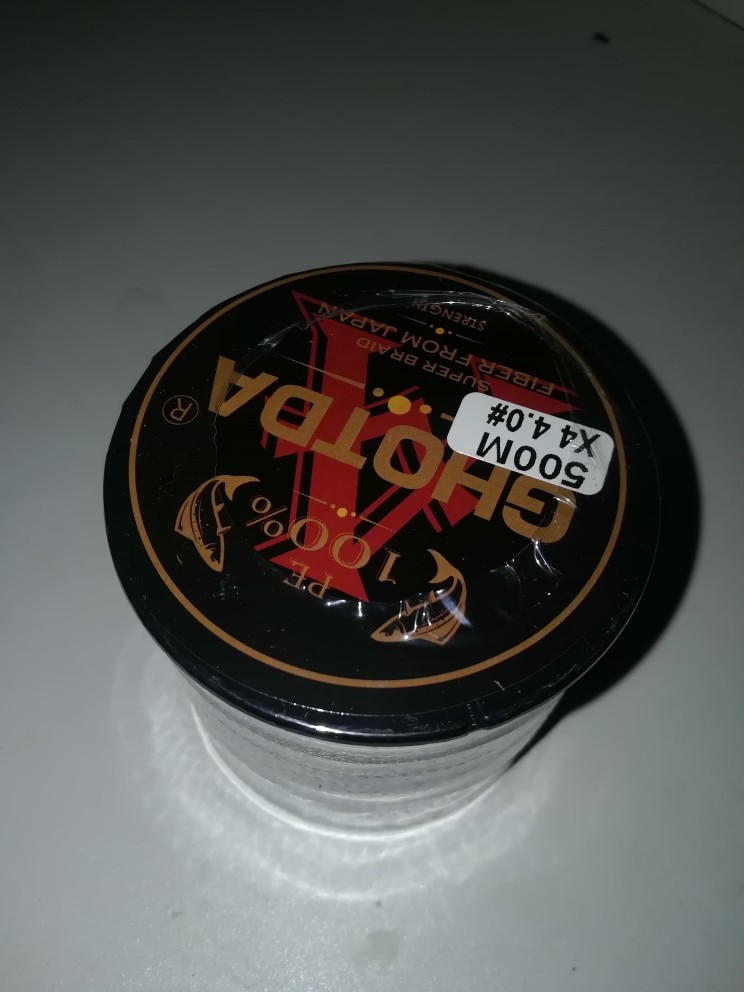 PE
100%
GHOTDA
®
SUPER BRAID
FIBER FROM JAPAN
STRENGTH
500M
X4 4.0#